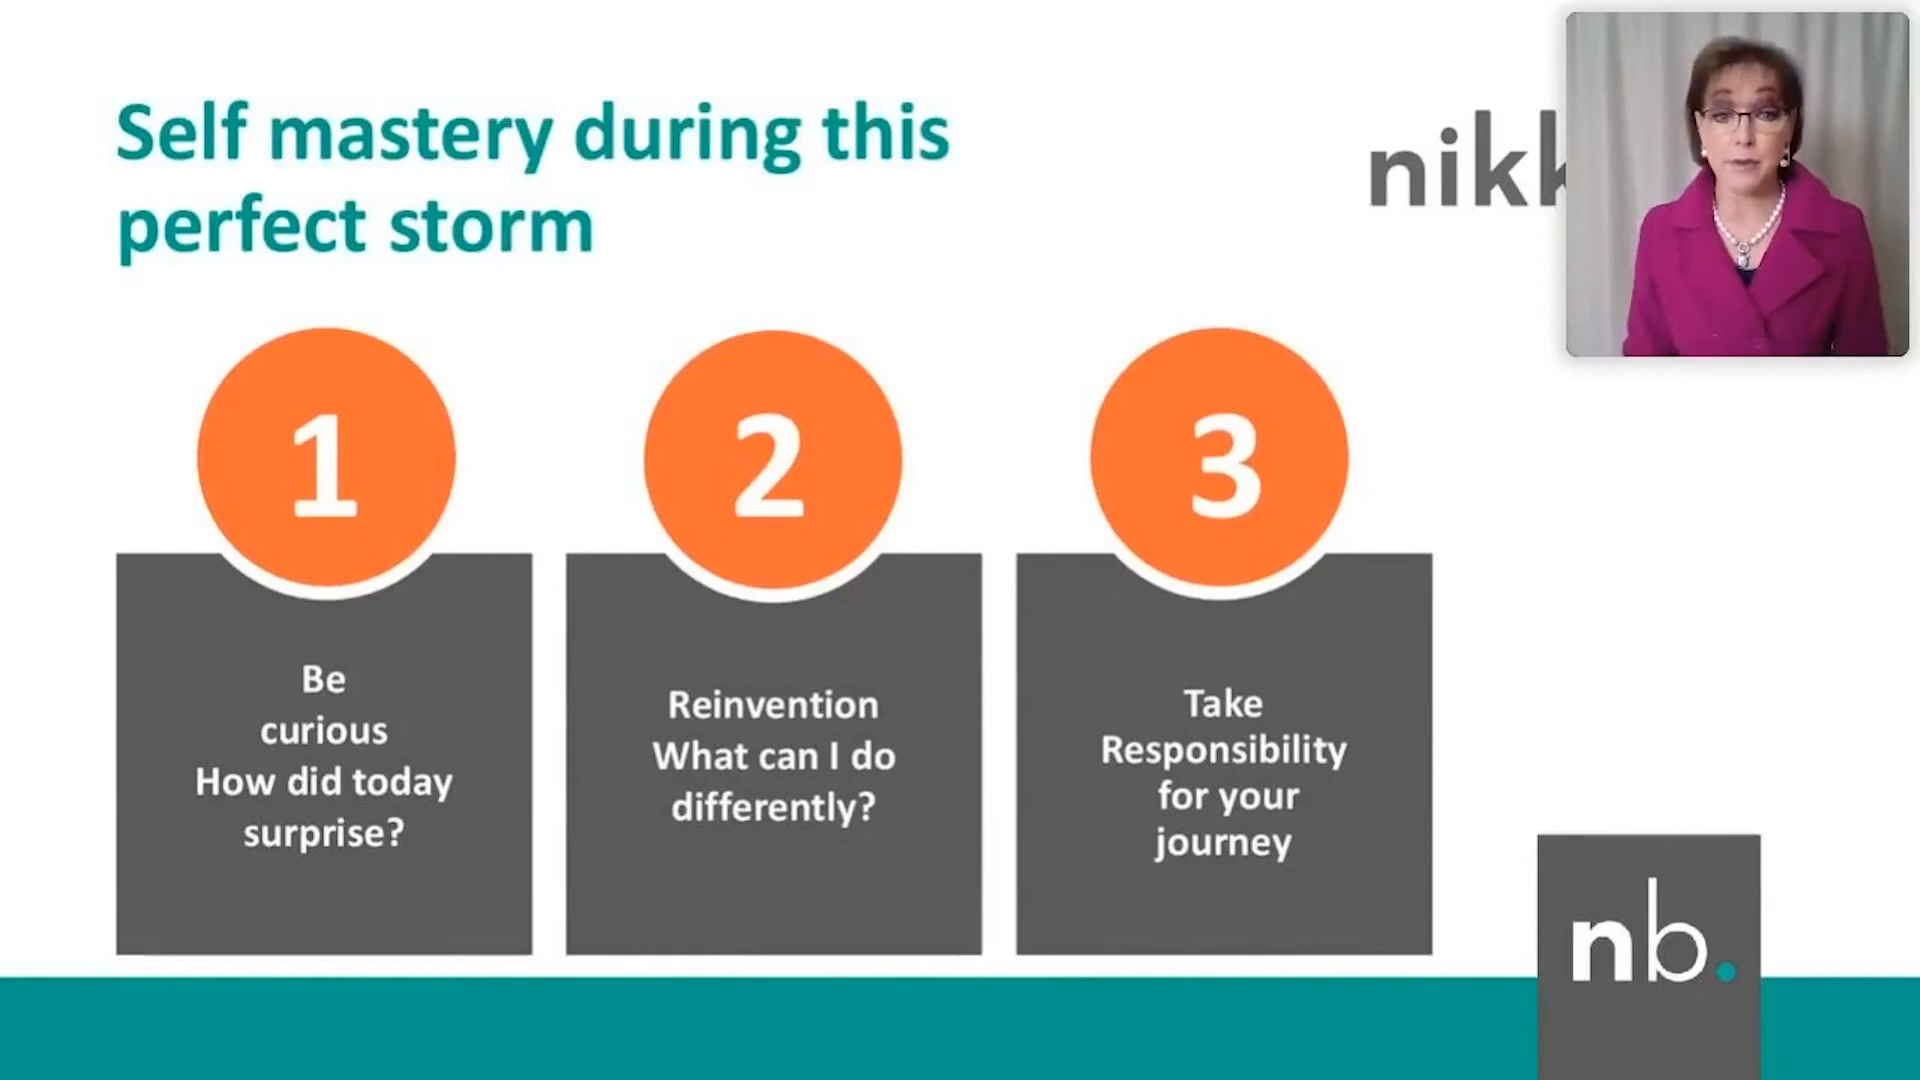 Self mastery during this
perfect storm
nikk
1
2
3
Be
curious
How did today
surprise?
Reinvention
What can I do
differently?
Take
Responsibility
for your
journey
nb.